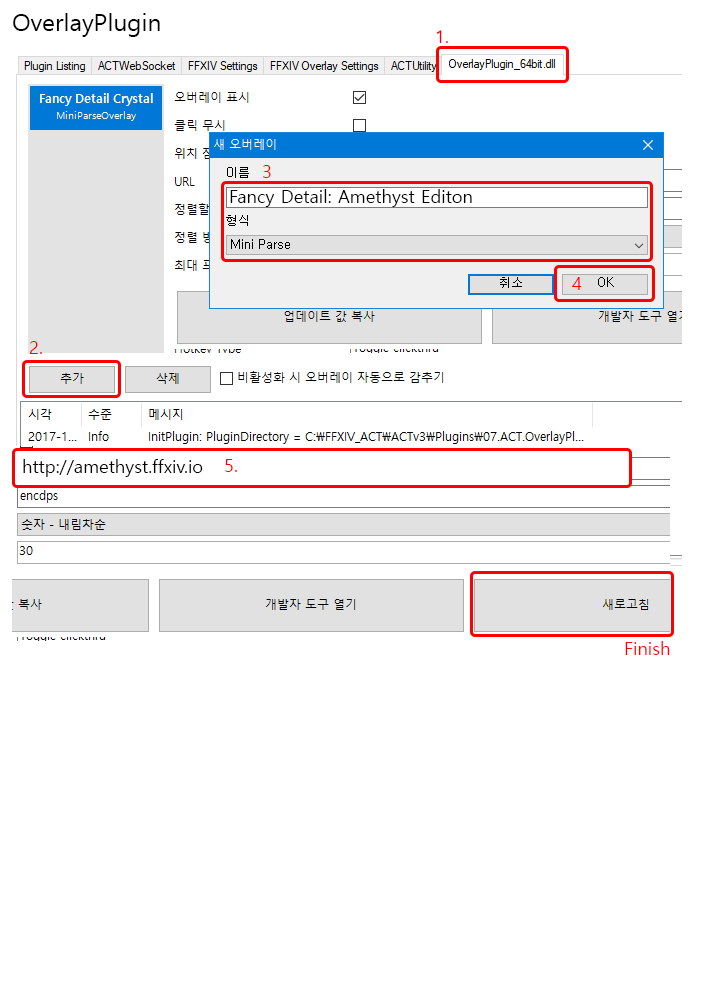 OverlayPlugin
1.
Plugin Listing ACTWebSocket FFXIV Settings FFXIV Overlay Settings ACTUtility OverlayPlugin_64bit.dll
Fancy Detail Crystal
MiniParseOverlay
오버레이 표시
클릭 무시
위치
URL
정렬할
정렬
최대
새 오버레이
이름 3
Fancy Detail: Amethyst Editon
형식
Mini Parse
취소 4 OK
업데이트 값 복사 개발자 도구 열기
2.
Hotkey Type Toggle clickthru
추가 삭제 비활성화 시 오버레이 자동으로 감추기
시각 수준 메시지
2017-1... Info InitPlugin: PluginDirectory = C:₩FFXIV_ACT₩ACTv3₩Plugins₩07.ACT.OverlayPl...
http://amethyst.ffxiv.io 5.
encdps
숫자 - 내림차순
30
복사 개발자 도구 열기 새로고침
Toggle clickthru
Finish